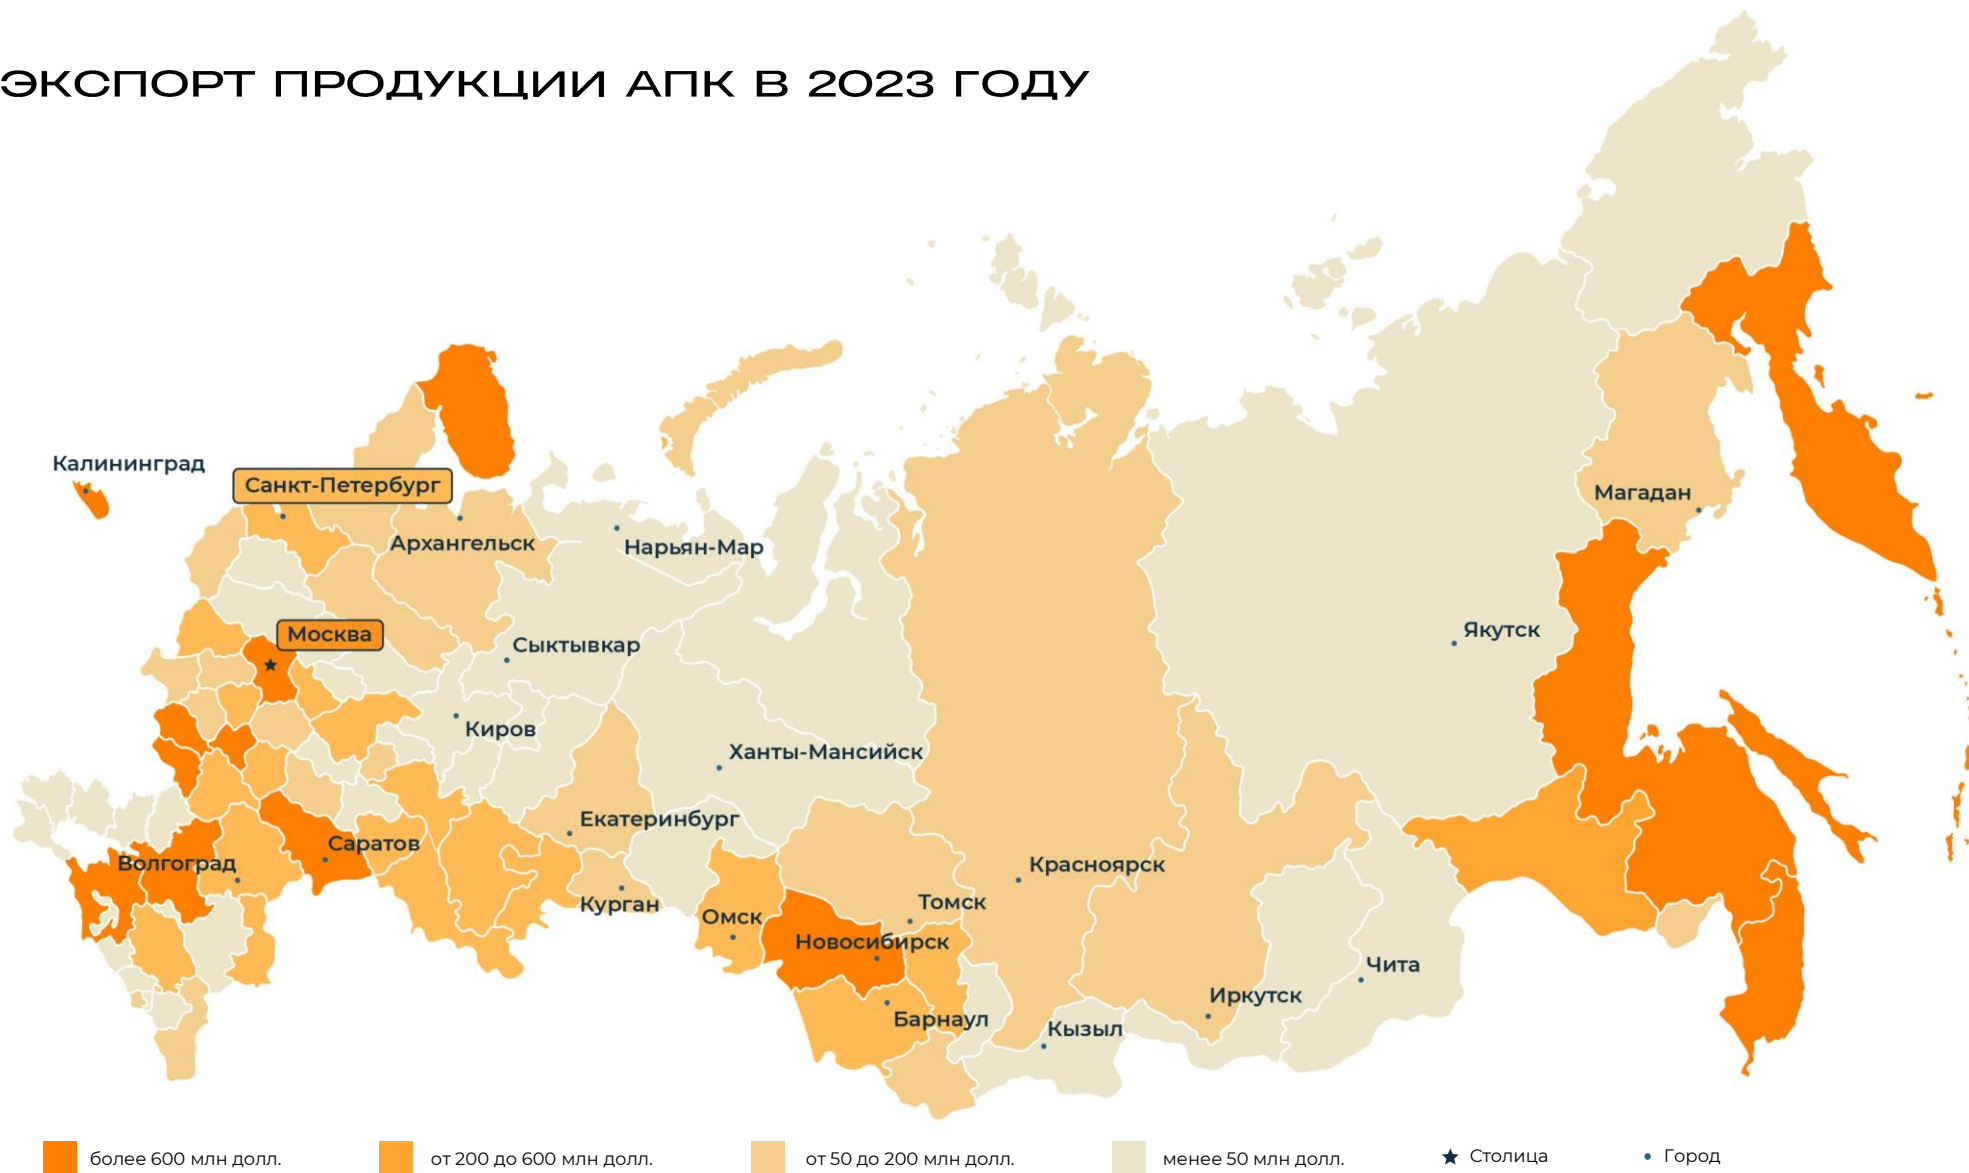 ЭКСПОРТ ПРОДУКЦИИ АПК В 2023 ГОДУ
Калининград
Санкт-Петербург
Архангельск
Нарьян-Мар
Магадан
Москва
Сыктывкар
Якутск
Киров
Ханты-Мансийск
Екатеринбург
Саратов
Волгоград
Красноярск
Курган
Омск
Томск
Новосибирск
Чита
Иркутск
Барнаул
Кызыл
более 600 млн долл.
от 200 до 600 млн долл.
от 50 до 200 млн долл.
менее 50 млн долл.
Столица
Город